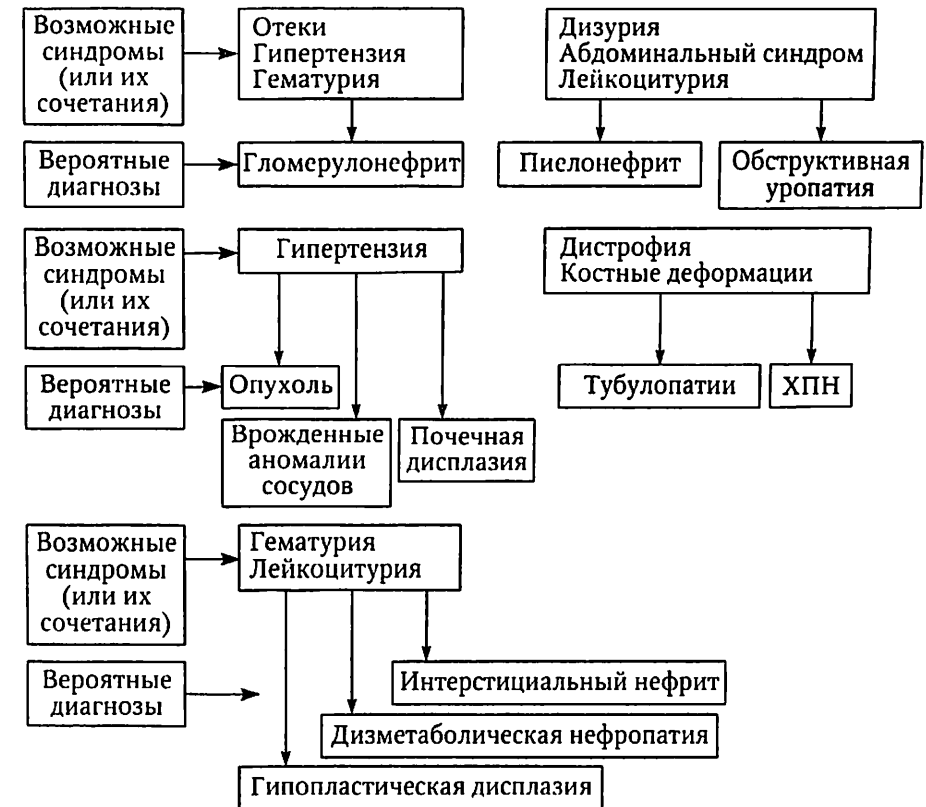 Возможные
синдромы
(или их
сочетания)
Отеки
Гипертензия
Гематурия
Дизурия
Абдоминальный синдром
Лейкоцитурия
Вероятные
диагнозы
Гломерулонефрит
Пислонефрит
Обструктивная
уропатия
Возможные
синдромы
(или их
сочетания)
Гипертензия
Дистрофия
Костные деформации
Вероятные
диагнозы
Опухоль
Врожденные
аномалии
сосудов
Почечная
дисплазия
Тубулопатии
ХПН
Возможные
синдромы
(или их
сочетания)
Гематурия
Лейкоцитурия
Вероятные
диагнозы
Интерстициальный нефрит
Дизметаболическая нефропатия
Гипопластическая дисплазия